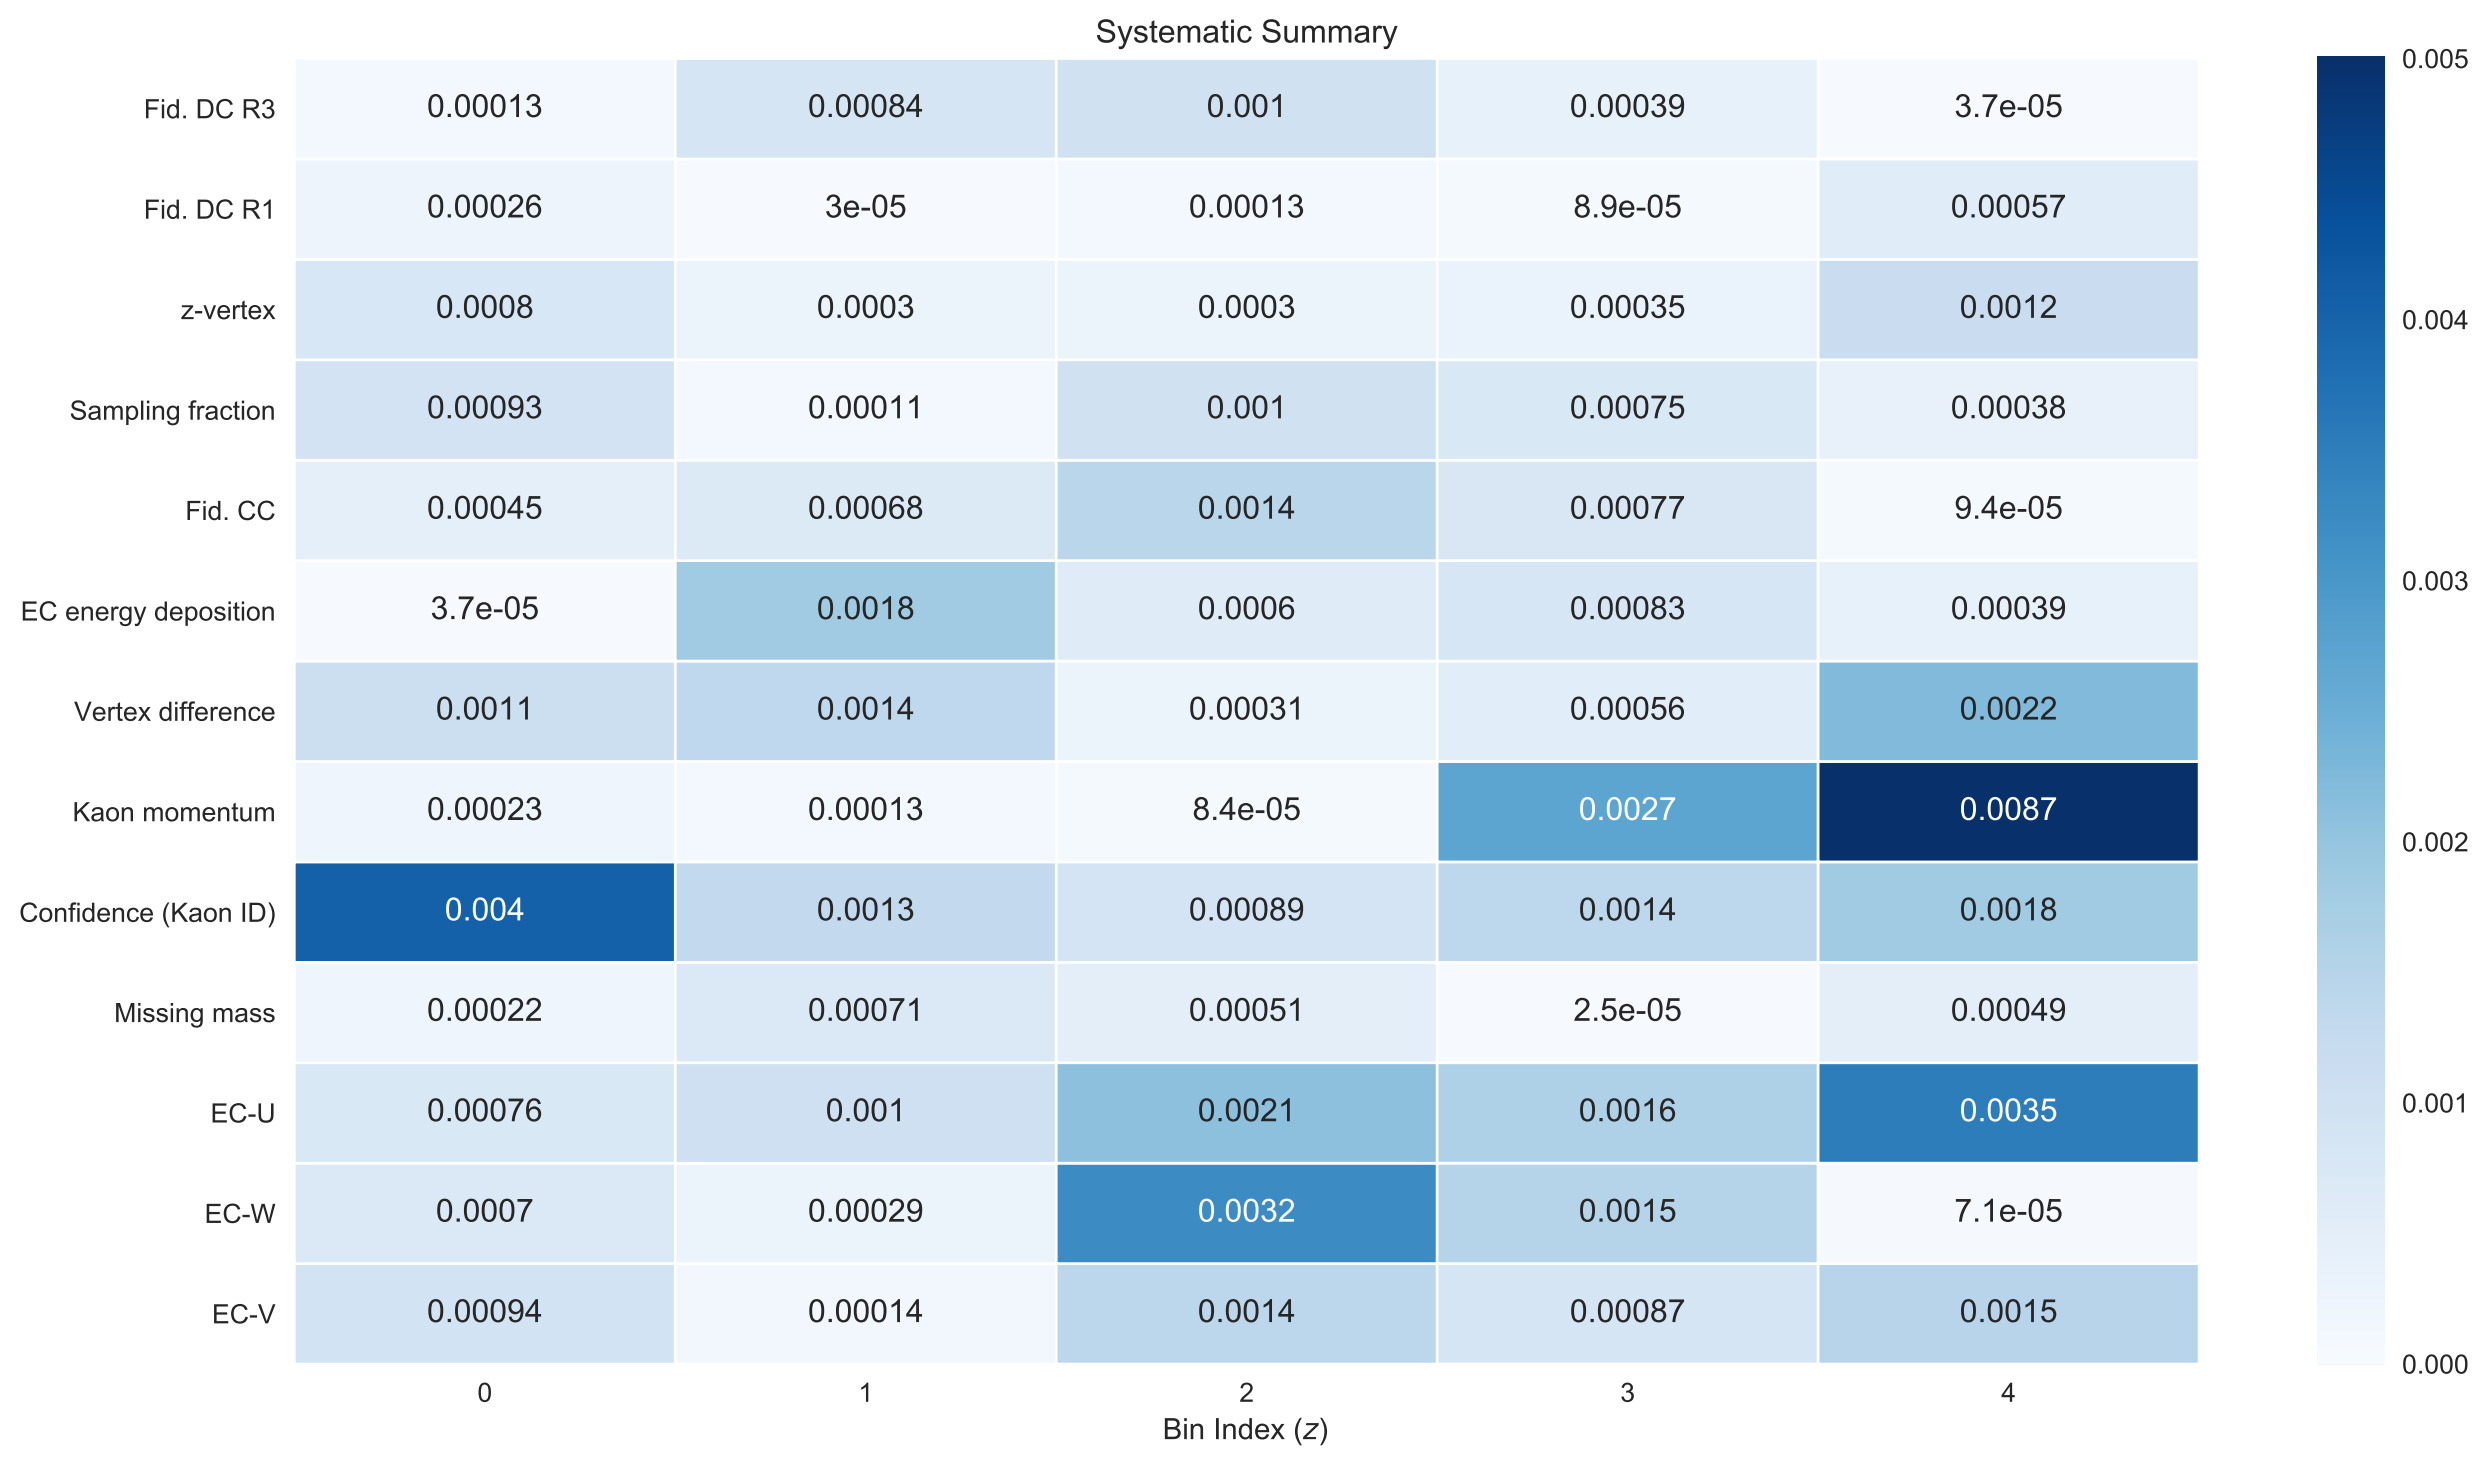 Systematic Summary
Fid. DC R3 0.00013 0.00084 0.001 0.00039 3.7e-05
Fid. DC R1 0.00026 3e-05 0.00013 8.9e-05 0.00057
z-vertex 0.0008 0.0003 0.0003 0.00035 0.0012
Sampling fraction 0.00093 0.00011 0.001 0.00075 0.00038
Fid. CC 0.00045 0.00068 0.0014 0.00077 9.4e-05
EC energy deposition 3.7e-05 0.0018 0.0006 0.00083 0.00039
Vertex difference 0.0011 0.0014 0.00031 0.00056 0.0022
Kaon momentum 0.00023 0.00013 8.4e-05 0.0027 0.0087
Confidence (Kaon ID) 0.004 0.0013 0.00089 0.0014 0.0018
Missing mass 0.00022 0.00071 0.00051 2.5e-05 0.00049
EC-U 0.00076 0.001 0.0021 0.0016 0.0035
EC-W 0.0007 0.00029 0.0032 0.0015 7.1e-05
EC-V 0.00094 0.00014 0.0014 0.00087 0.0015
0 1 2 3 4
Bin Index (z)
0.005
0.004
0.003
0.002
0.001
0.000